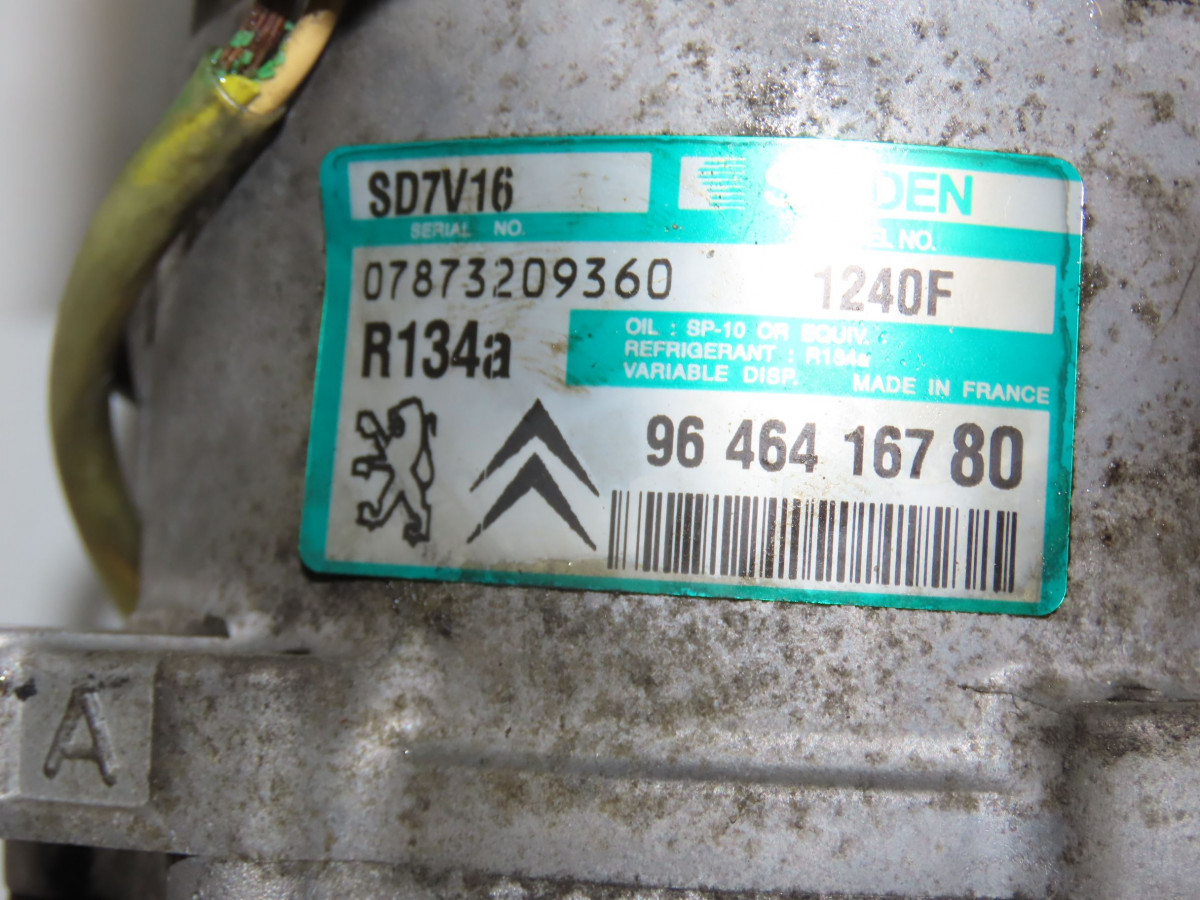 SD7V16
SERIAL NO.
07873209360
1240F
R134a
OIL : SP-10 OR EQUIV.
REFRIGERANT : R134a
VARIABLE DISP.
MADE IN FRANCE
96 464 167 80
A